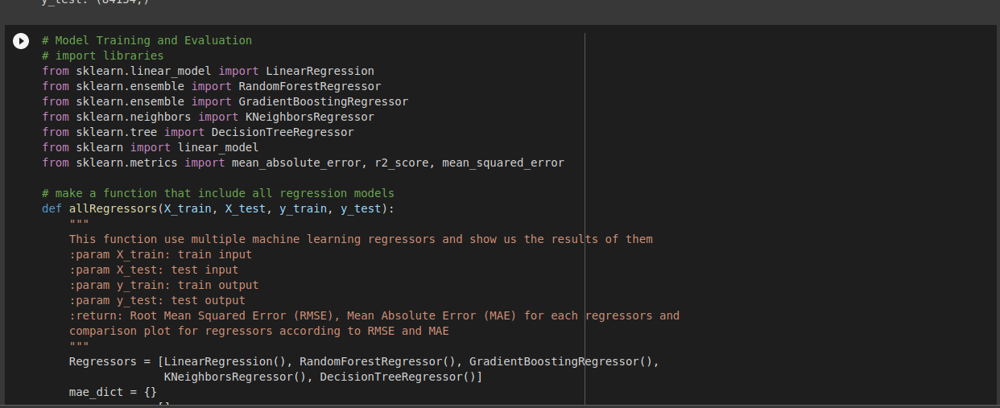 y_test: (84154,)
# Model Training and Evaluation
# import libraries
from sklearn.linear_model import LinearRegression
from sklearn.ensemble import RandomForestRegressor
from sklearn.ensemble import GradientBoostingRegressor
from sklearn.neighbors import KNeighborsRegressor
from sklearn.tree import DecisionTreeRegressor
from sklearn import linear_model
from sklearn.metrics import mean_absolute_error, r2_score, mean_squared_error
# make a function that include all regression models
def allRegressors(X_train, X_test, y_train, y_test):
"""
This function use multiple machine learning regressors and show us the results of them
:param X_train: train input
:param X_test: test input
:param y_train: train output
:param y_test: test output
:return: Root Mean Squared Error (RMSE), Mean Absolute Error (MAE) for each regressors and
comparison plot for regressors according to RMSE and MAE
"""
Regressors = [LinearRegression(), RandomForestRegressor(), GradientBoostingRegressor(),
KNeighborsRegressor(), DecisionTreeRegressor()]
mae_dict = {}